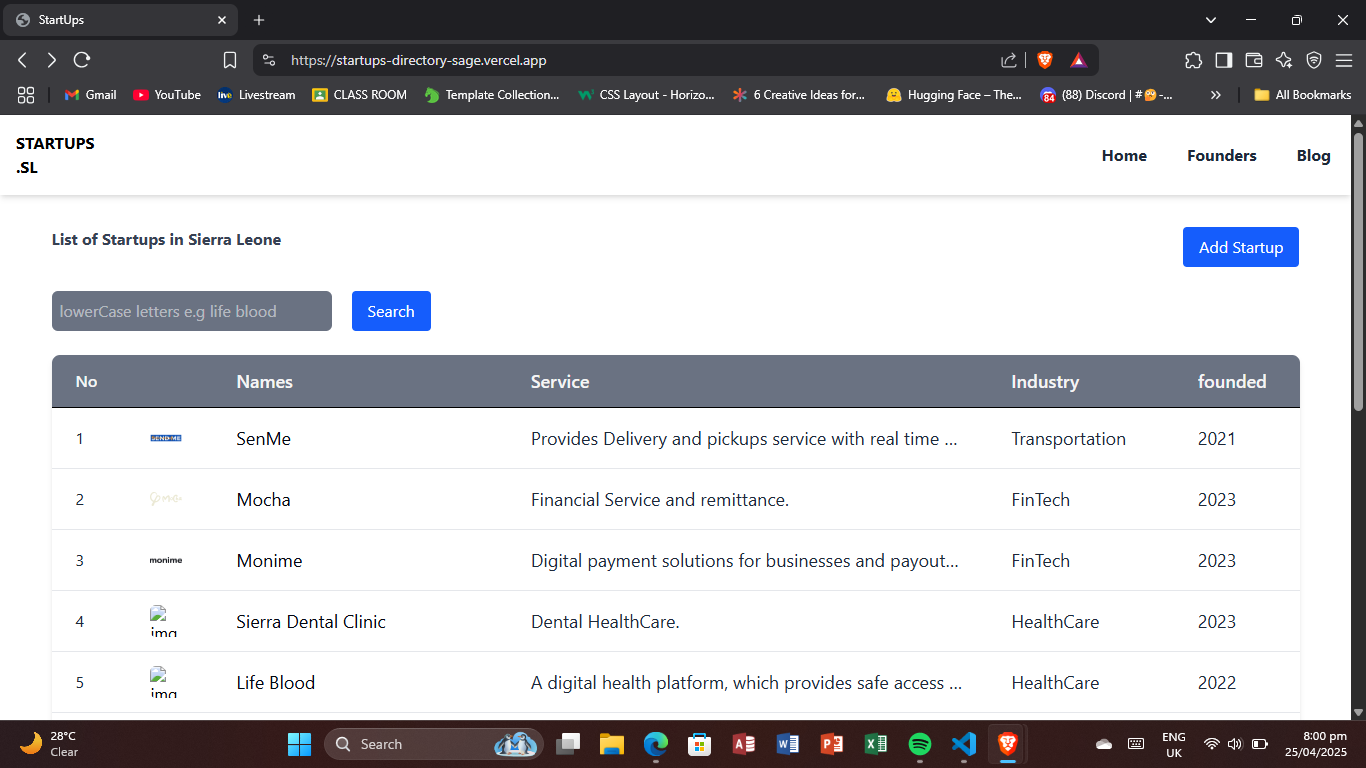 StartUps
https://startups-directory-sage.vercel.app
Gmail
YouTube
Livestream
CLASS ROOM
Template Collection...
CSS Layout - Horizo...
6 Creative Ideas for...
Hugging Face – The...
84
(88) Discord | #🤔-...
All Bookmarks
STARTUPS
.SL
Home Founders Blog
List of Startups in Sierra Leone
Add Startup
lowerCase letters e.g life blood
Search
No Names Service Industry founded
1 SEND-ME SenMe Provides Delivery and pickups service with real time ... Transportation 2021
2 Mocha Financial Service and remittance. FinTech 2023
3 monime Monime Digital payment solutions for businesses and payout... FinTech 2023
4 img Sierra Dental Clinic Dental HealthCare. HealthCare 2023
5 img Life Blood A digital health platform, which provides safe access ... HealthCare 2022
28°C
Clear
Search
ENG
UK
8:00 pm
25/04/2025